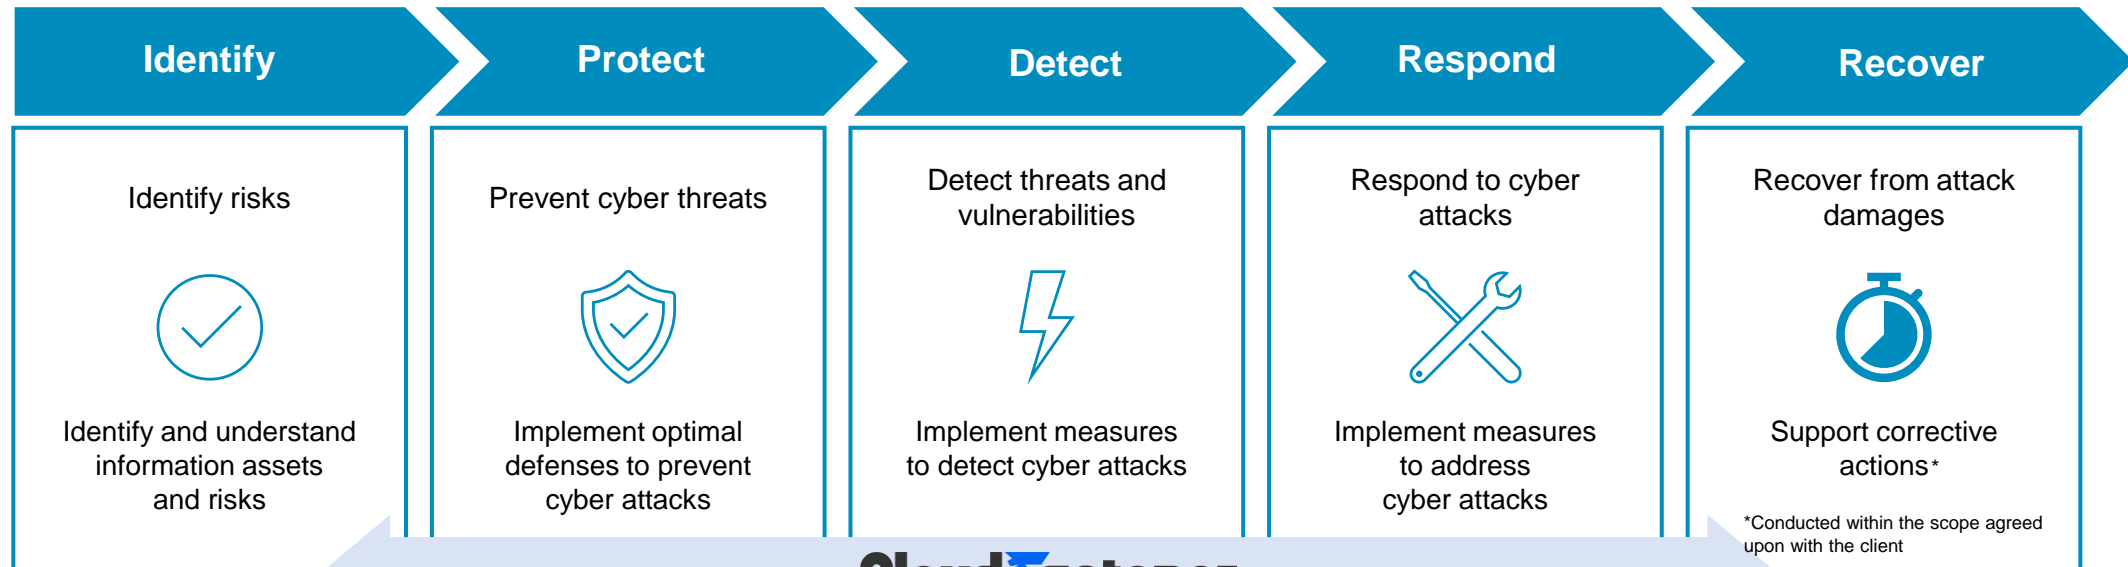 Identify
Protect
Detect
Respond
Recover
Identify risks
Identify and understand
information assets
and risks
Prevent cyber threats
Implement optimal
defenses to prevent
cyber attacks
Detect threats and
vulnerabilities
Implement measures
to detect cyber attacks
Respond to cyber
attacks
Implement measures
to address
cyber attacks
Recover from attack
damages
Support corrective
actions*
*Conducted within the scope agreed
upon with the client